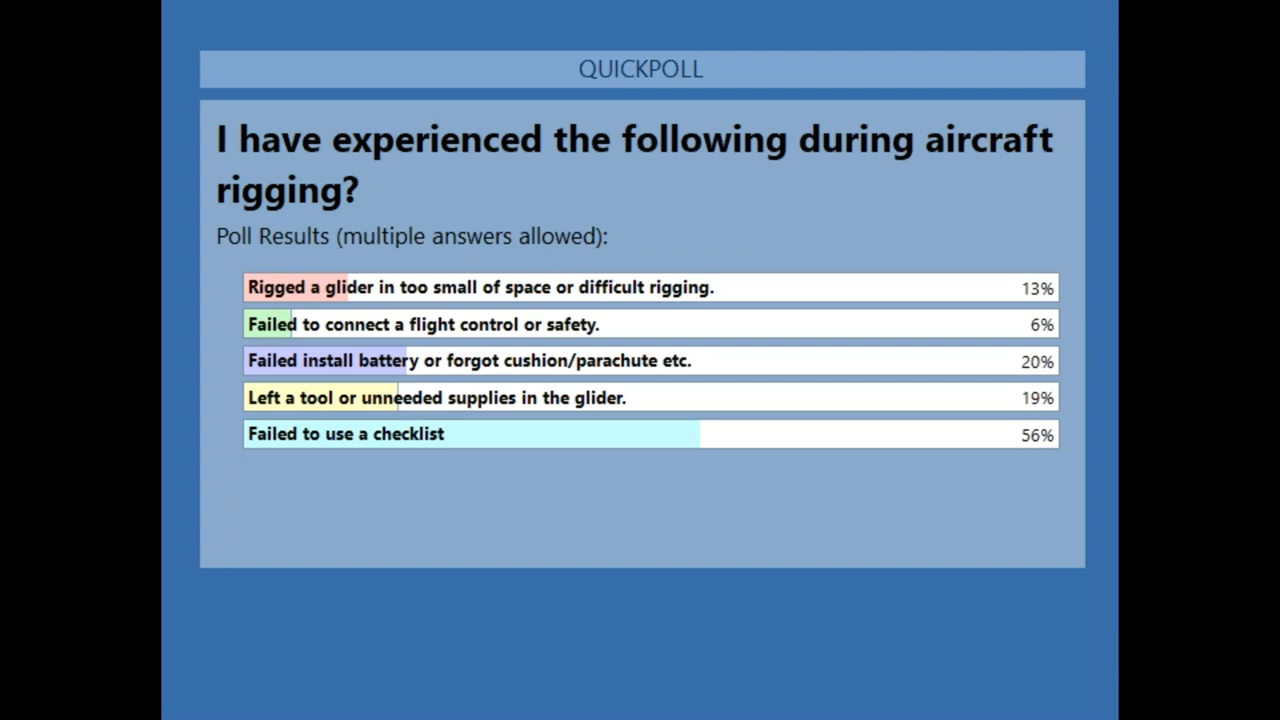 QUICKPOLL
I have experienced the following during aircraft
rigging?
Poll Results (multiple answers allowed):
Rigged a glider in too small of space or difficult rigging. 13%
Failed to connect a flight control or safety. 6%
Failed install battery or forgot cushion/parachute etc. 20%
Left a tool or unneeded supplies in the glider. 19%
Failed to use a checklist 56%